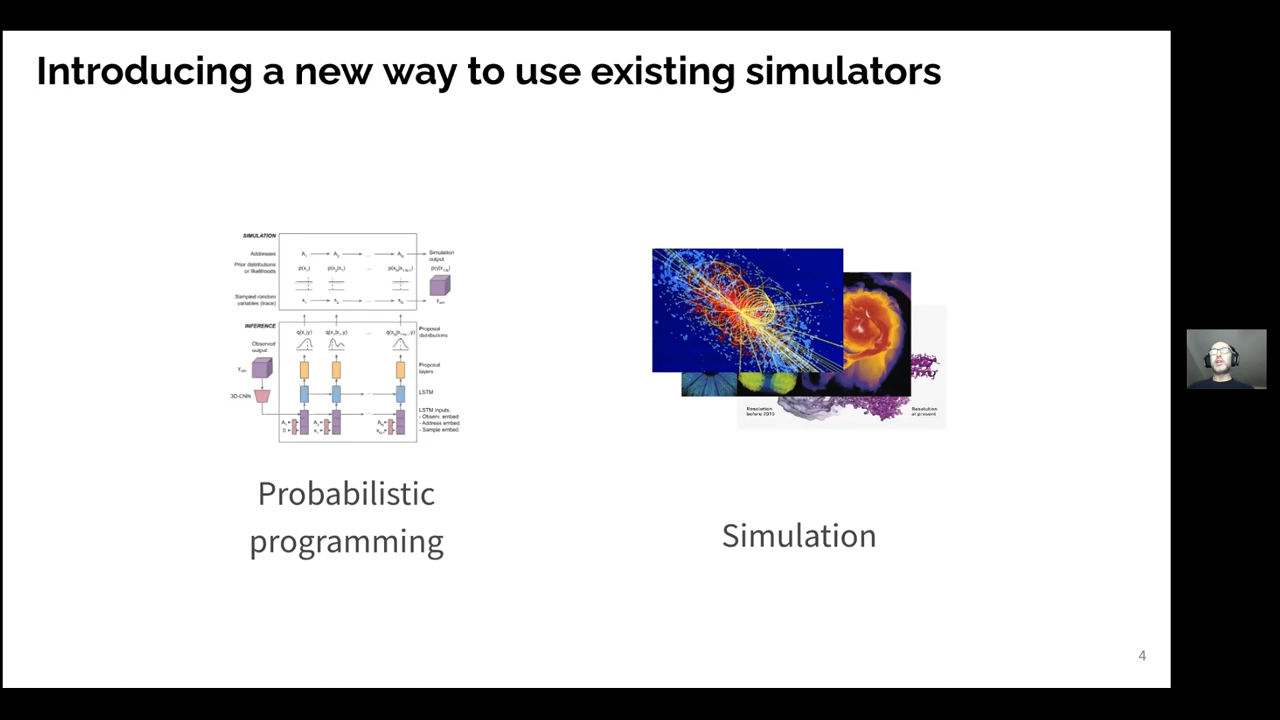 Introducing a new way to use existing simulators
SIMULATION
Addresses
Prior distributions
or likelihoods
Sampled random
variables (trace)
Simulation
output
INFERENCE
Observed
output
3D-CNN
Proposal
distributions
Proposal
layers
LSTM
LSTM inputs:
- Observ. embed.
- Address embed.
- Sample embed.
Resolution
before 2013
Resolution
at present
Probabilistic
programming
Simulation
4